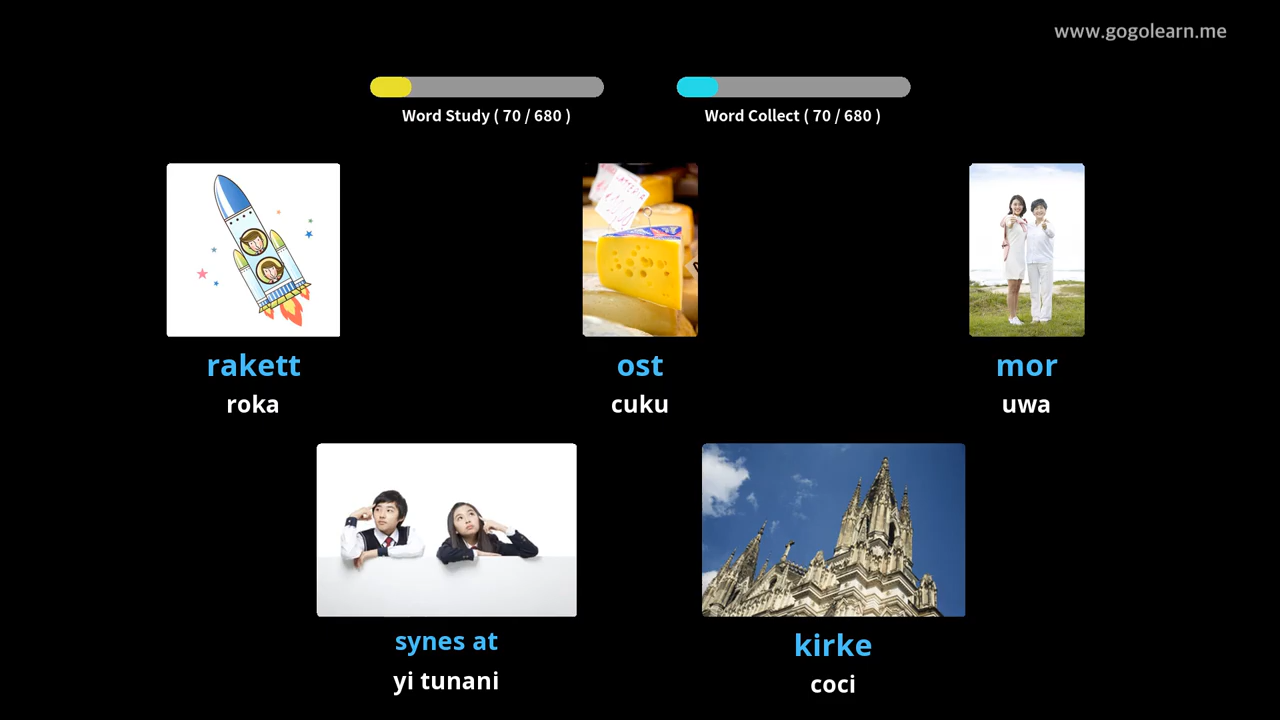 www.gogolearn.me
Word Study ( 70 / 680 )
Word Collect ( 70 / 680 )
rakett
roka
ost
cuku
mor
uwa
synes at
yi tunani
kirke
coci